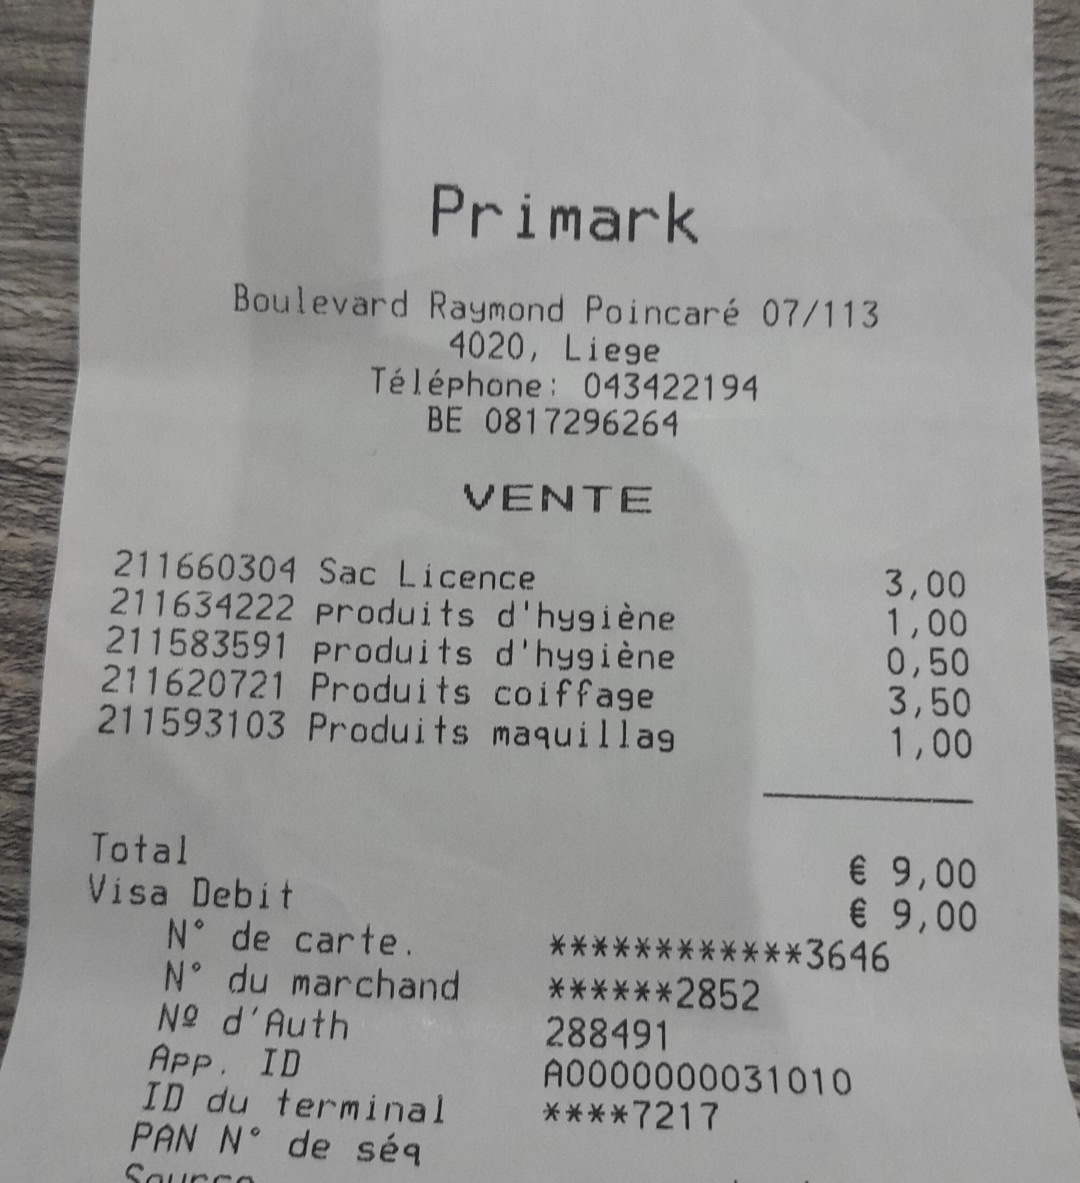 Primark
Boulevard Raymond Poincaré 07/113
4020, Liege
Téléphone: 043422194
BE 0817296264
VENTE
211660304 Sac Licence 3,00
211634222 produits d'hygiène 1,00
211583591 produits d'hygiène 0,50
211620721 Produits coiffage 3,50
211593103 Produits maquillag 1,00
Total € 9,00
Visa Debit € 9,00
N° de carte. ************3646
N° du marchand ******2852
Nº d'Auth 288491
App. ID A0000000031010
ID du terminal ****7217
PAN N° de séq
Source